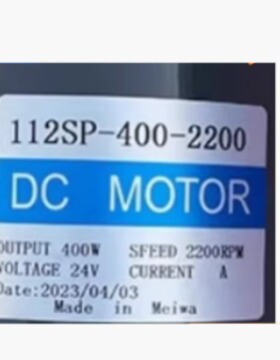 112SP-400-2200
DC MOTOR
OUTPUT 400W SFEED 2200RPM
VOLTAGE 24V CURRENT A
Date:2023/04/03
Made in Meiwa